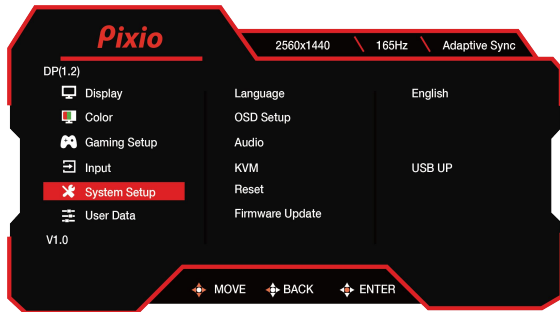 Pixio
2560x1440 165Hz Adaptive Sync
DP(1.2)
Display Language English
Color OSD Setup
Gaming Setup Audio
Input KVM USB UP
System Setup Reset
User Data Firmware Update
V1.0
MOVE BACK ENTER